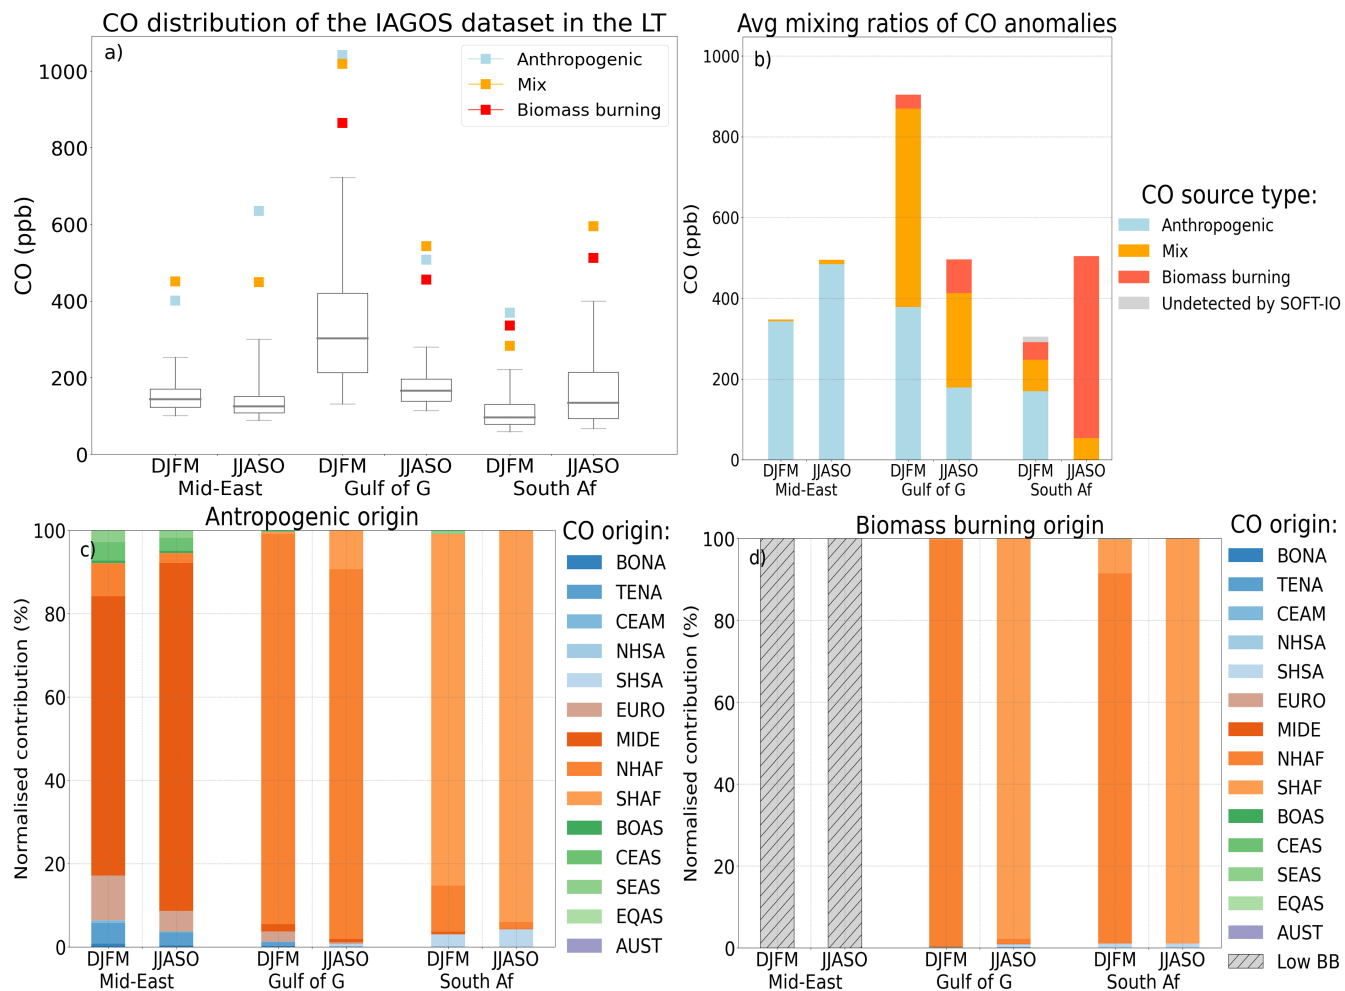 CO distribution of the IAGOS dataset in the LT
a)
Anthropogenic
Mix
Biomass burning
CO (ppb)
1000
800
600
400
200
0
DJFM JJASO DJFM JJASO DJFM JJASO
Mid-East Gulf of G South Af
Avg mixing ratios of CO anomalies
b)
CO (ppb)
1000
800
600
400
200
0
DJFM JJASO DJFM JJASO DJFM JJASO
Mid-East Gulf of G South Af
CO source type:
Anthropogenic
Mix
Biomass burning
Undetected by SOFT-IO
Antropogenic origin
c)
Normalised contribution (%)
100
80
60
40
20
0
DJFM JJASO DJFM JJASO DJFM JJASO
Mid-East Gulf of G South Af
CO origin:
BONA
TENA
CEAM
NHSA
SHSA
EURO
MIDE
NHAF
SHAF
BOAS
CEAS
SEAS
EQAS
AUST
Biomass burning origin
d)
Normalised contribution (%)
100
80
60
40
20
0
DJFM JJASO DJFM JJASO DJFM JJASO
Mid-East Gulf of G South Af
CO origin:
BONA
TENA
CEAM
NHSA
SHSA
EURO
MIDE
NHAF
SHAF
BOAS
CEAS
SEAS
EQAS
AUST
Low BB